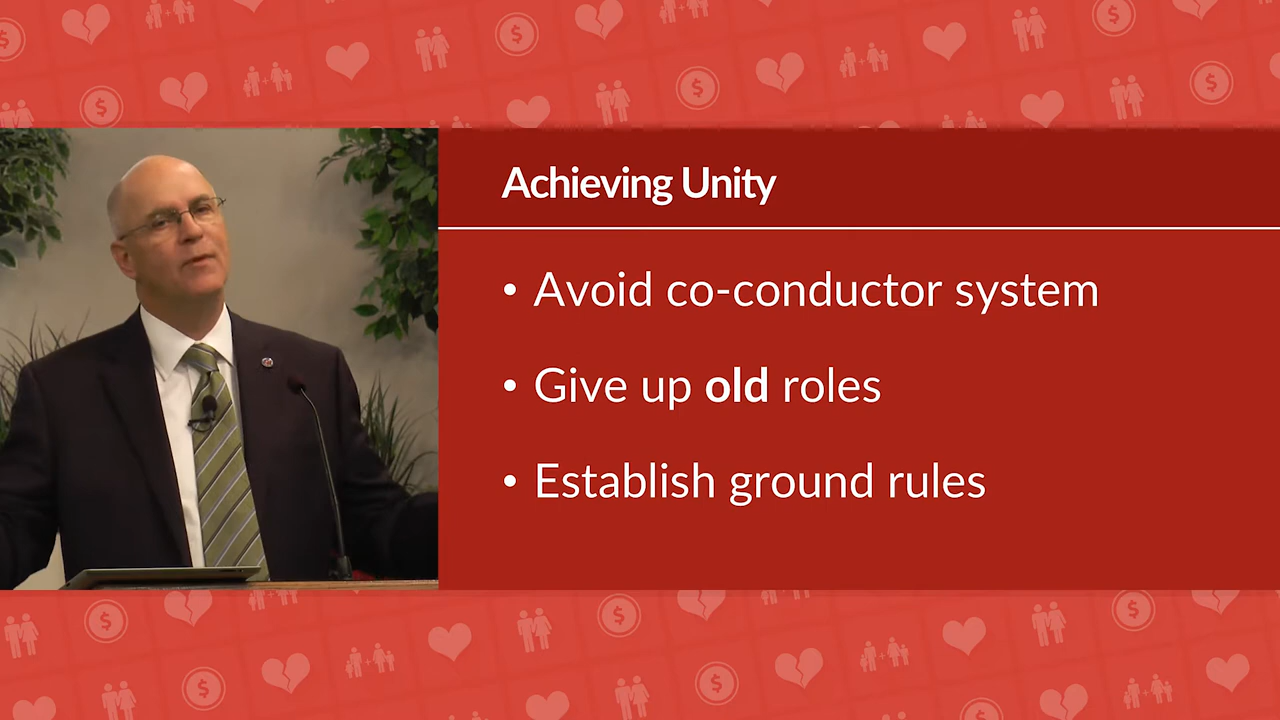 Achieving Unity
• Avoid co-conductor system
• Give up old roles
• Establish ground rules